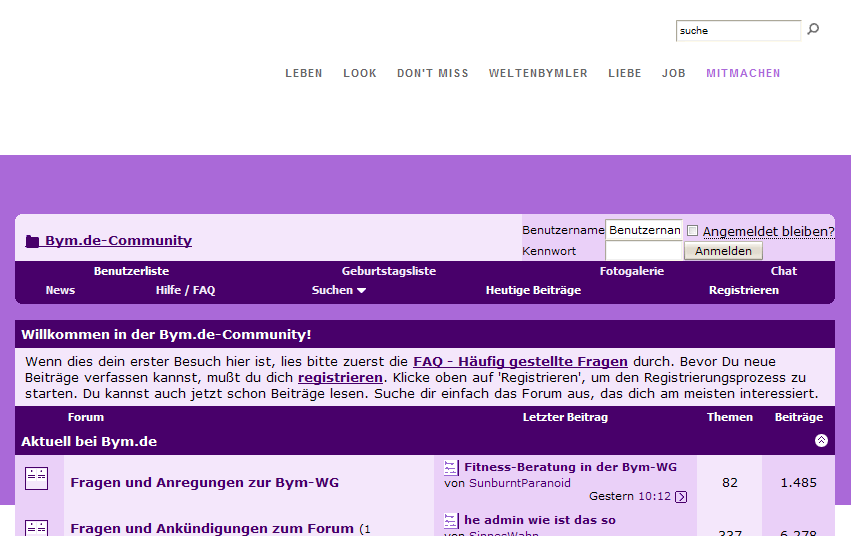 suche
LEBEN LOOK DON'T MISS WELTENBYMLER LIEBE JOB MITMACHEN
Bym.de-Community
Benutzername Benutzernan Angemeldet bleiben?
Kennwort Anmelden
Benutzerliste Geburtstagsliste Fotogalerie Chat
News Hilfe / FAQ Suchen Heutige Beiträge Registrieren
Willkommen in der Bym.de-Community!
Wenn dies dein erster Besuch hier ist, lies bitte zuerst die FAQ - Häufig gestellte Fragen durch. Bevor Du neue
Beiträge verfassen kannst, mußt du dich registrieren. Klicke oben auf 'Registrieren', um den Registrierungsprozess zu
starten. Du kannst auch jetzt schon Beiträge lesen. Suche dir einfach das Forum aus, das dich am meisten interessiert.
Forum Letzter Beitrag Themen Beiträge
Aktuell bei Bym.de
Fragen und Anregungen zur Bym-WG
Fitness-Beratung in der Bym-WG
von SunburntParanoid
Gestern 10:12
82 1.485
Fragen und Ankündigungen zum Forum (1
he admin wie ist das so
von SinnesWahn
337 6.278